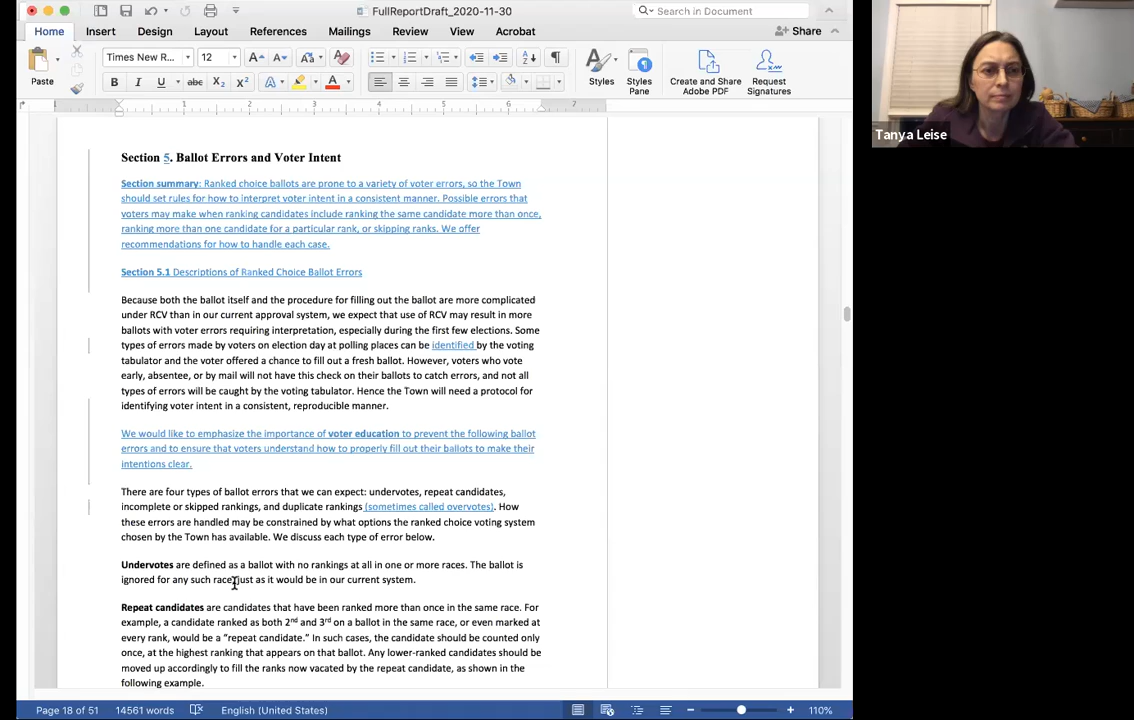 FullReportDraft_2020-11-30
Search in Document
Home Insert Design Layout References Mailings Review View Acrobat Share
Paste
Times New R... 12
B I U abc X₂ X²
Styles
Styles Pane
Create and Share Adobe PDF
Request Signatures
1 2 3 4 5 6 7
Section 5. Ballot Errors and Voter Intent
Section summary: Ranked choice ballots are prone to a variety of voter errors, so the Town
should set rules for how to interpret voter intent in a consistent manner. Possible errors that
voters may make when ranking candidates include ranking the same candidate more than once,
ranking more than one candidate for a particular rank, or skipping ranks. We offer
recommendations for how to handle each case.
Section 5.1 Descriptions of Ranked Choice Ballot Errors
Because both the ballot itself and the procedure for filling out the ballot are more complicated
under RCV than in our current approval system, we expect that use of RCV may result in more
ballots with voter errors requiring interpretation, especially during the first few elections. Some
types of errors made by voters on election day at polling places can be identified by the voting
tabulator and the voter offered a chance to fill out a fresh ballot. However, voters who vote
early, absentee, or by mail will not have this check on their ballots to catch errors, and not all
types of errors will be caught by the voting tabulator. Hence the Town will need a protocol for
identifying voter intent in a consistent, reproducible manner.
We would like to emphasize the importance of voter education to prevent the following ballot
errors and to ensure that voters understand how to properly fill out their ballots to make their
intentions clear.
There are four types of ballot errors that we can expect: undervotes, repeat candidates,
incomplete or skipped rankings, and duplicate rankings (sometimes called overvotes). How
these errors are handled may be constrained by what options the ranked choice voting system
chosen by the Town has available. We discuss each type of error below.
Undervotes are defined as a ballot with no rankings at all in one or more races. The ballot is
ignored for any such race just as it would be in our current system.
Repeat candidates are candidates that have been ranked more than once in the same race. For
example, a candidate ranked as both 2nd and 3rd on a ballot in the same race, or even marked at
every rank, would be a “repeat candidate.” In such cases, the candidate should be counted only
once, at the highest ranking that appears on that ballot. Any lower-ranked candidates should be
moved up accordingly to fill the ranks now vacated by the repeat candidate, as shown in the
following example.
Page 18 of 51 14561 words English (United States) 110%
Tanya Leise